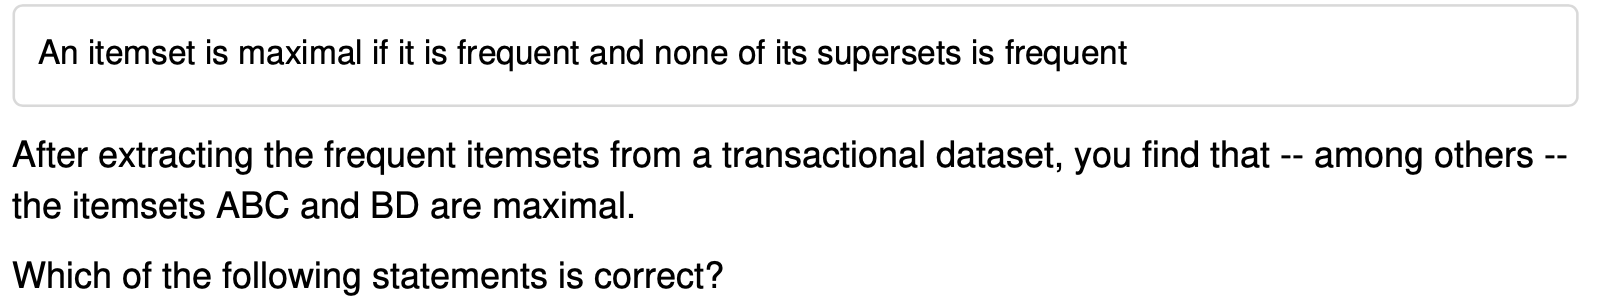 An itemset is maximal if it is frequent and none of its supersets is frequent
After extracting the frequent itemsets from a transactional dataset, you find that -- among others --
the itemsets ABC and BD are maximal.
Which of the following statements is correct?